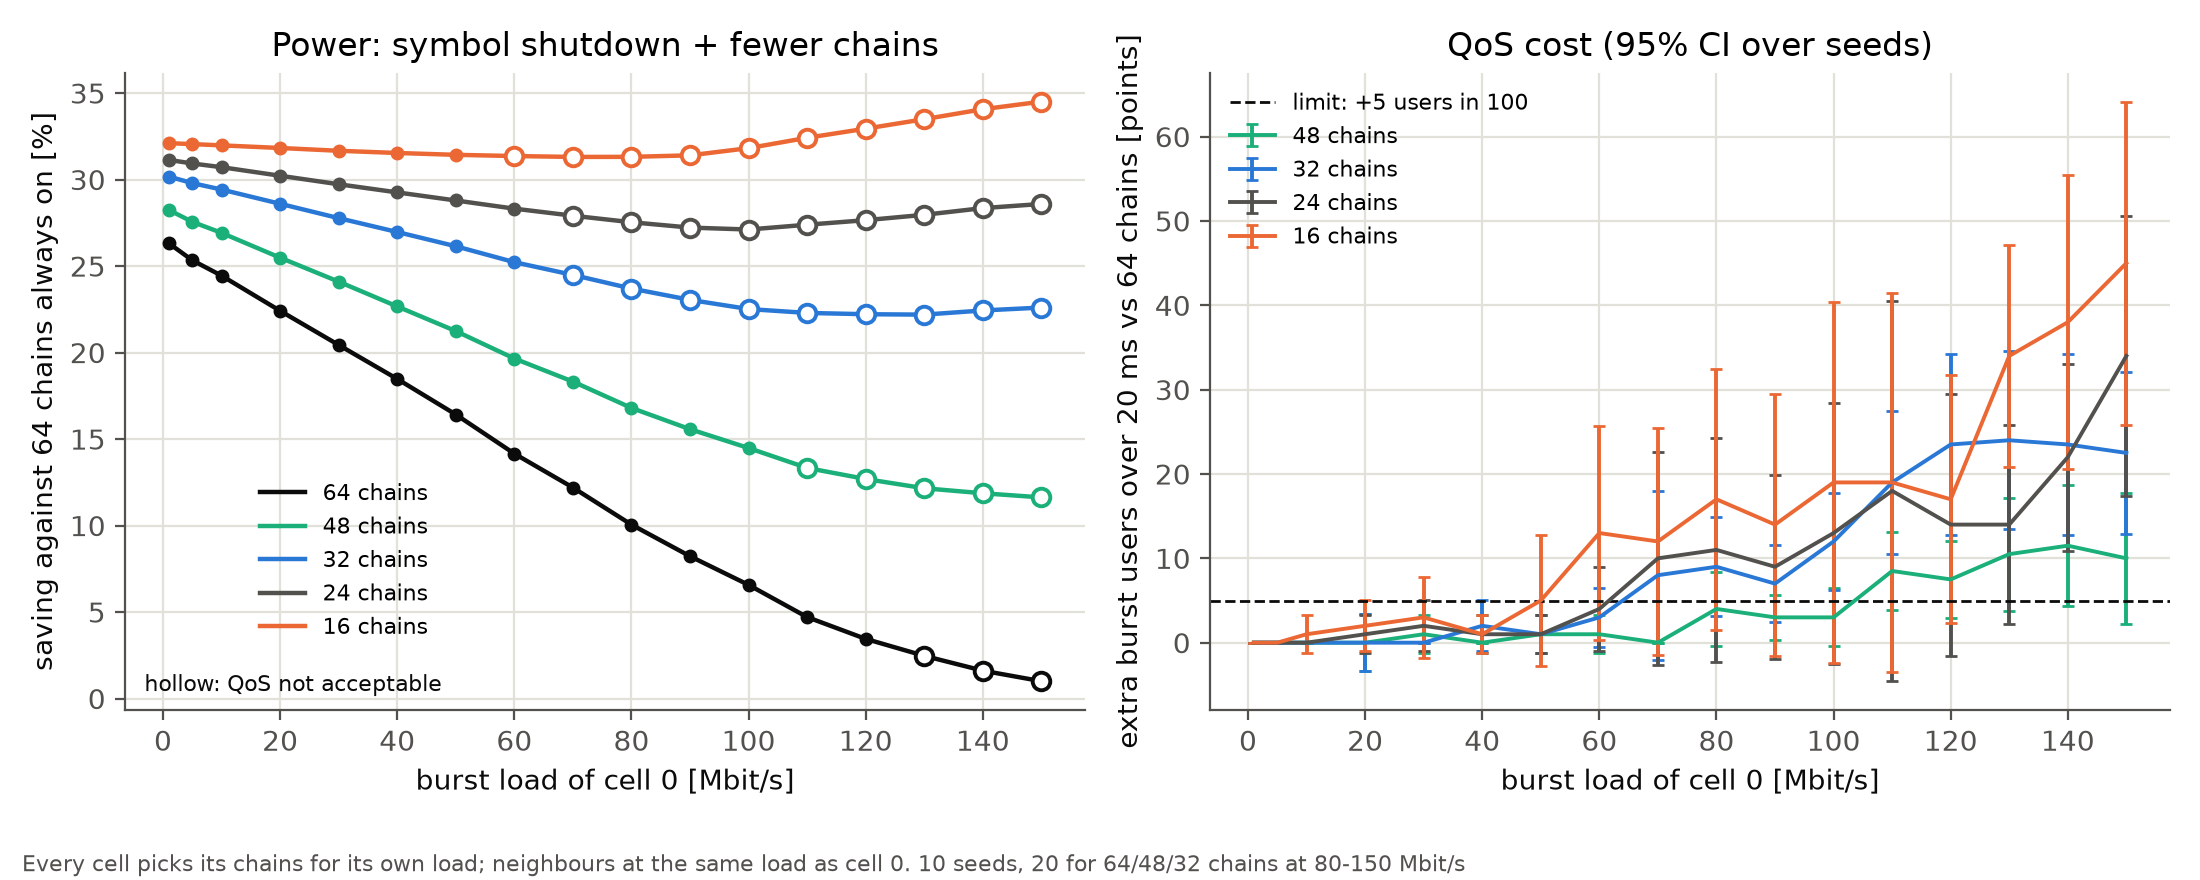 Power: symbol shutdown + fewer chains
saving against 64 chains always on [%]
35
30
25
20
15
10
5
0
64 chains
48 chains
32 chains
24 chains
16 chains
hollow: QoS not acceptable
0 20 40 60 80 100 120 140
burst load of cell 0 [Mbit/s]
QoS cost (95% CI over seeds)
extra burst users over 20 ms vs 64 chains [points]
60
50
40
30
20
10
0
limit: +5 users in 100
48 chains
32 chains
24 chains
16 chains
0 20 40 60 80 100 120 140
burst load of cell 0 [Mbit/s]
Every cell picks its chains for its own load; neighbours at the same load as cell 0. 10 seeds, 20 for 64/48/32 chains at 80-150 Mbit/s